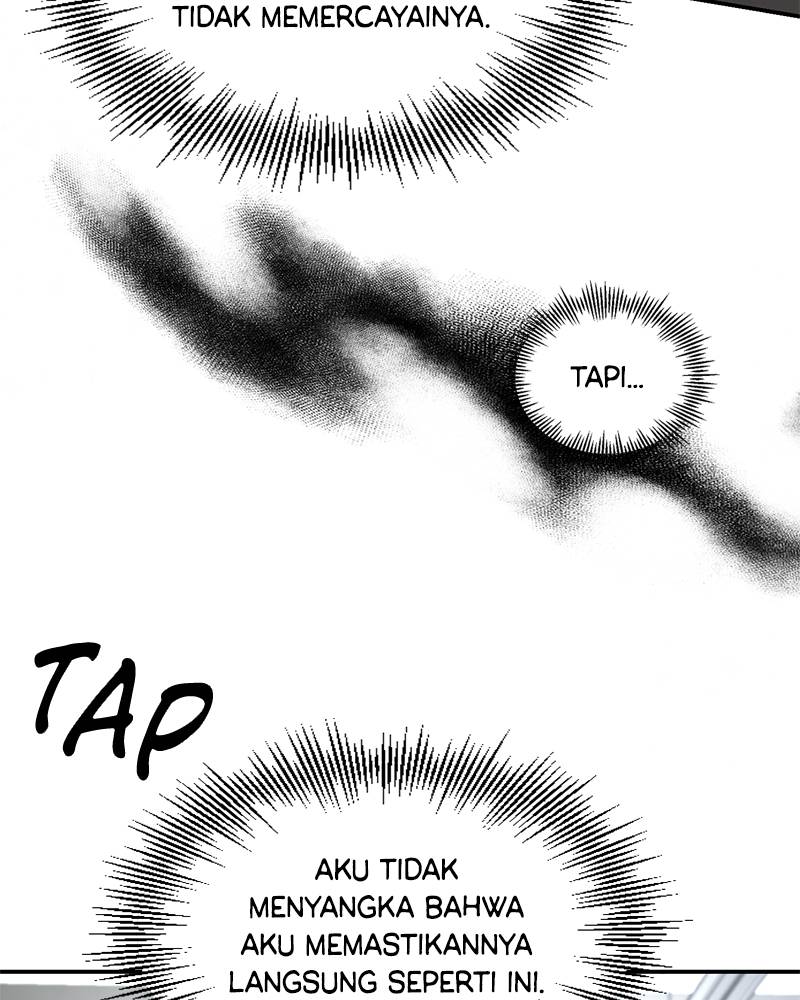 TIDAK MEMERCAYAINYA.
TAPI...
TAP
AKU TIDAK
MENYANGKA BAHWA
AKU MEMASTIKANNYA
LANGSUNG SEPERTI INI.